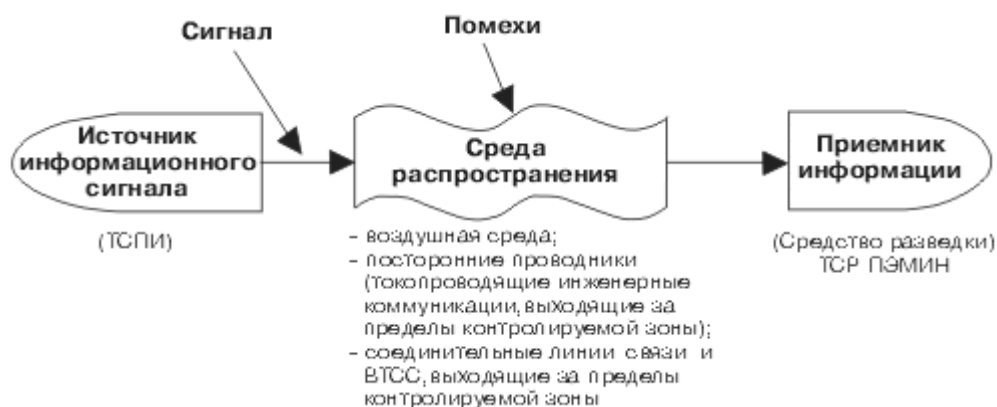 Сигнал
Помехи
Источник
информационного
сигнала
Среда
распространения
Приемник
информации
(ТСПИ)
– воздушная среда;
– посторонние проводники
(токопроводящие инженерные
коммуникации, выходящие за
пределы контролируемой зоны);
– соединительные линии связи и
ВТСС, выходящие за пределы
контролируемой зоны
(Средство разведки)
ТСР ПЭМИН